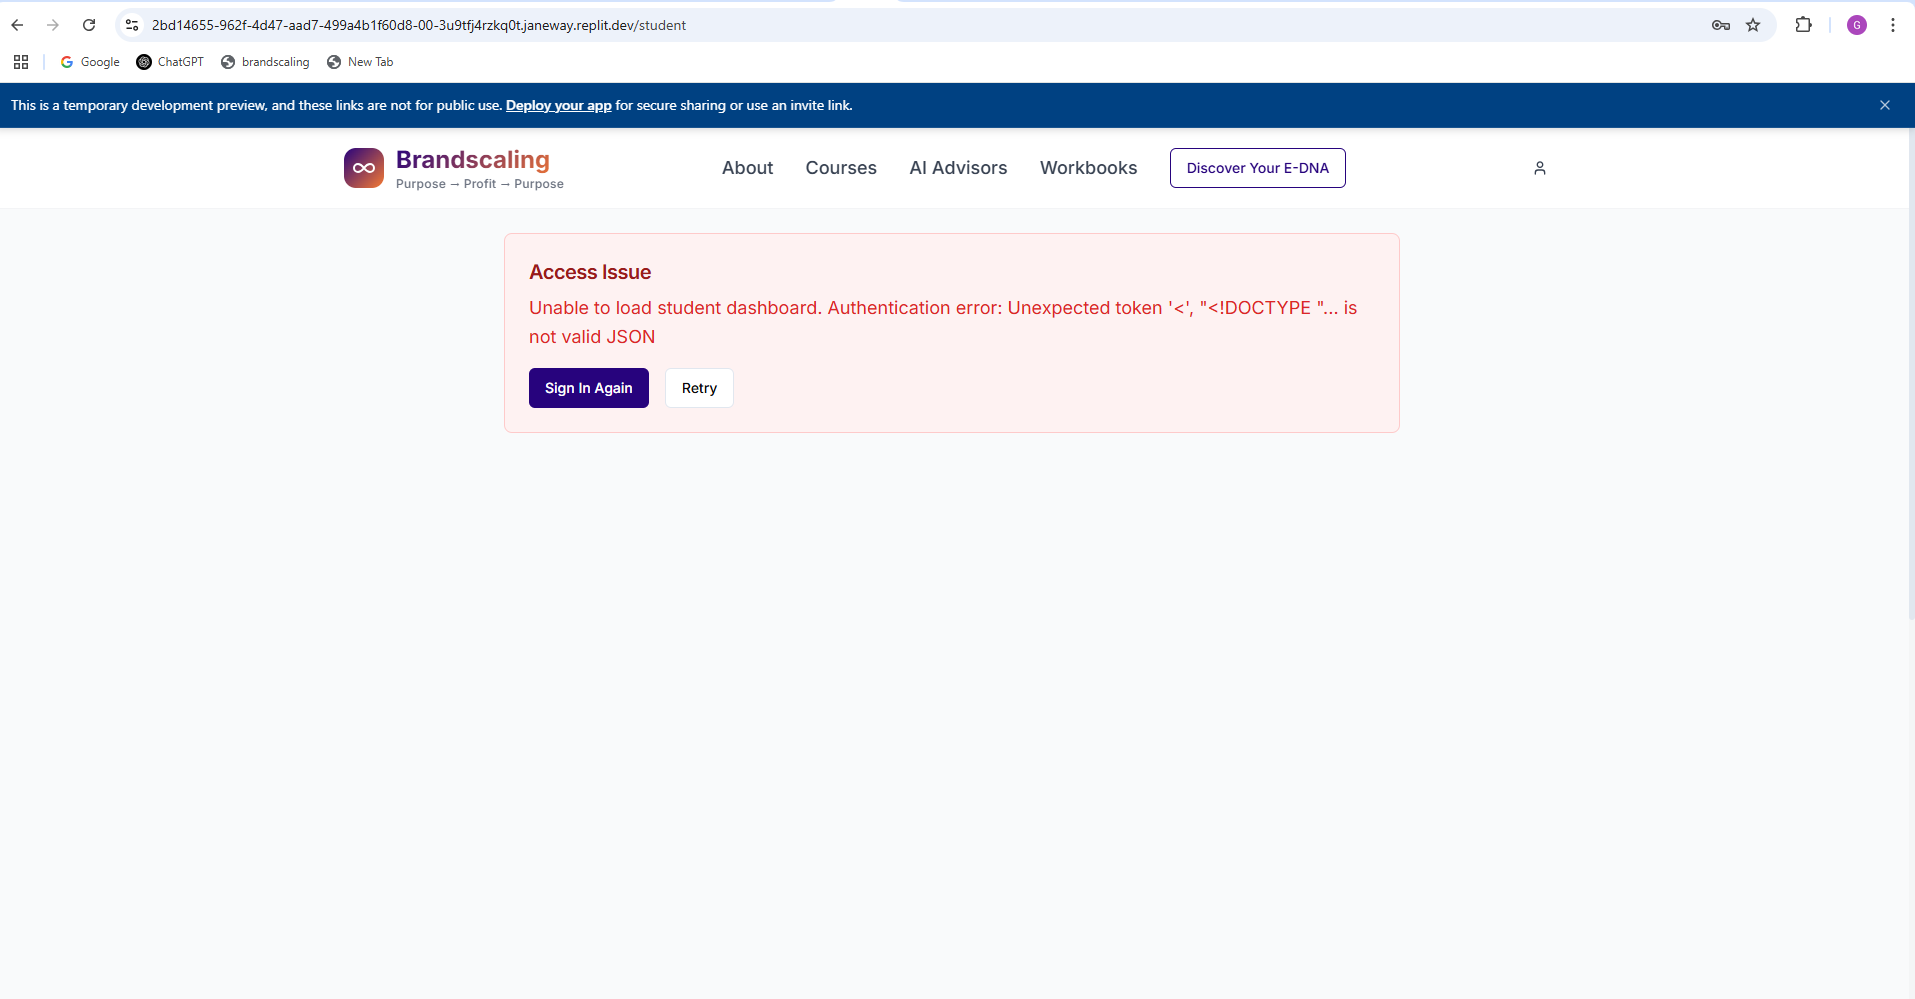 2bd14655-962f-4d47-aad7-499a4b1f60d8-00-3u9tfj4rzkq0t.janeway.replit.dev/student
G
Google
ChatGPT
brandscaling
New Tab
This is a temporary development preview, and these links are not for public use. Deploy your app for secure sharing or use an invite link.
Brandscaling
Purpose → Profit → Purpose
About
Courses
AI Advisors
Workbooks
Discover Your E-DNA
Access Issue
Unable to load student dashboard. Authentication error: Unexpected token '<', "<!DOCTYPE "... is
not valid JSON
Sign In Again
Retry